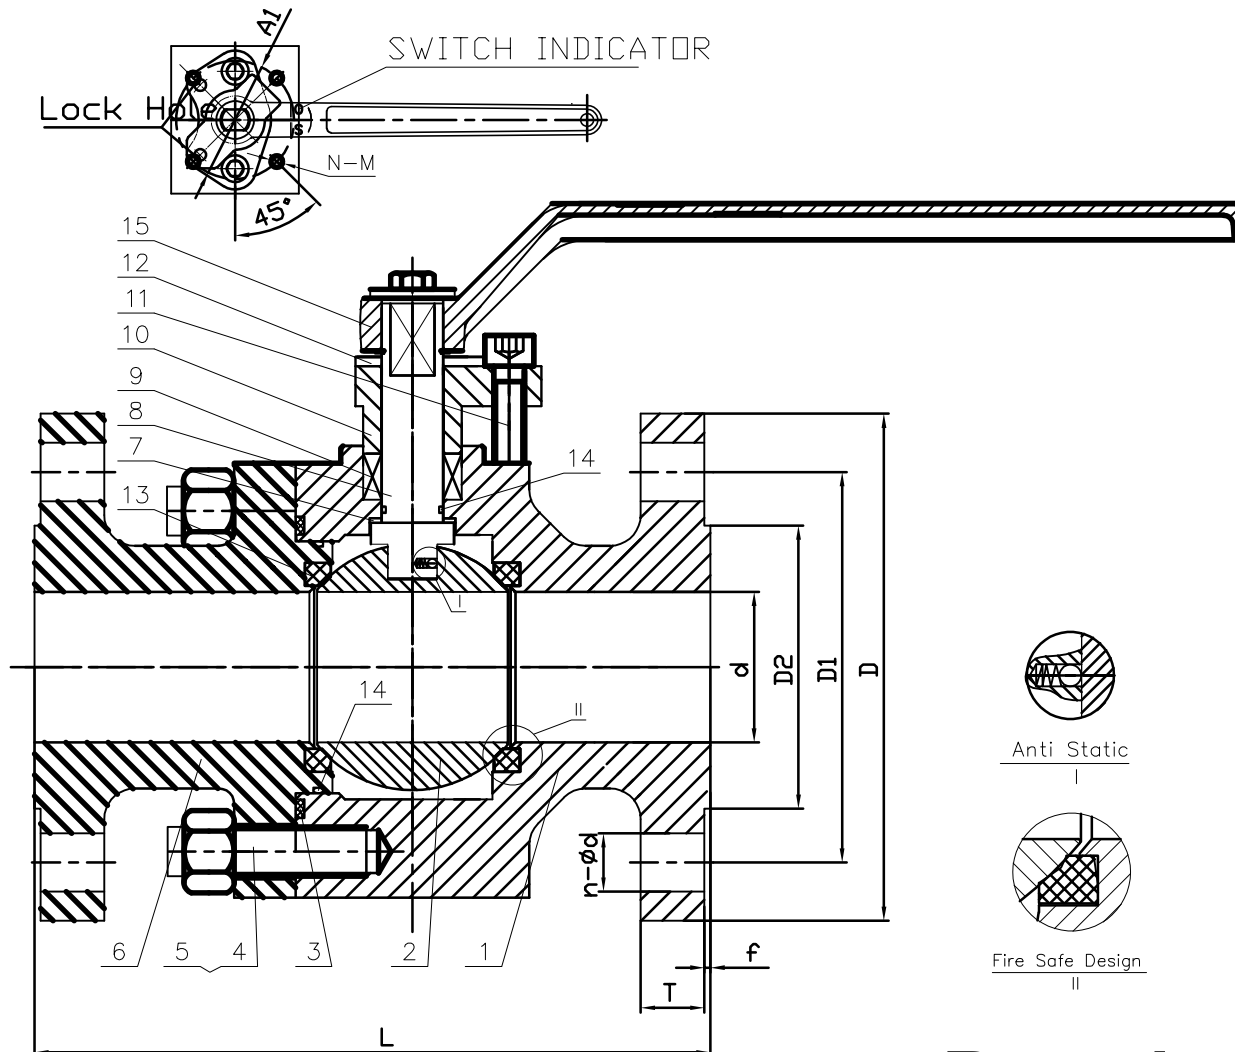 A1
SWITCH INDICATOR
Lock Hole
O
S
N-M
45°
15
12
11
10
9
8
7
13
14
I
14
II
d
D2
D1
D
n-Ød
Anti Static
I
Fire Safe Design
II
6
5
4
3
2
1
f
T
L